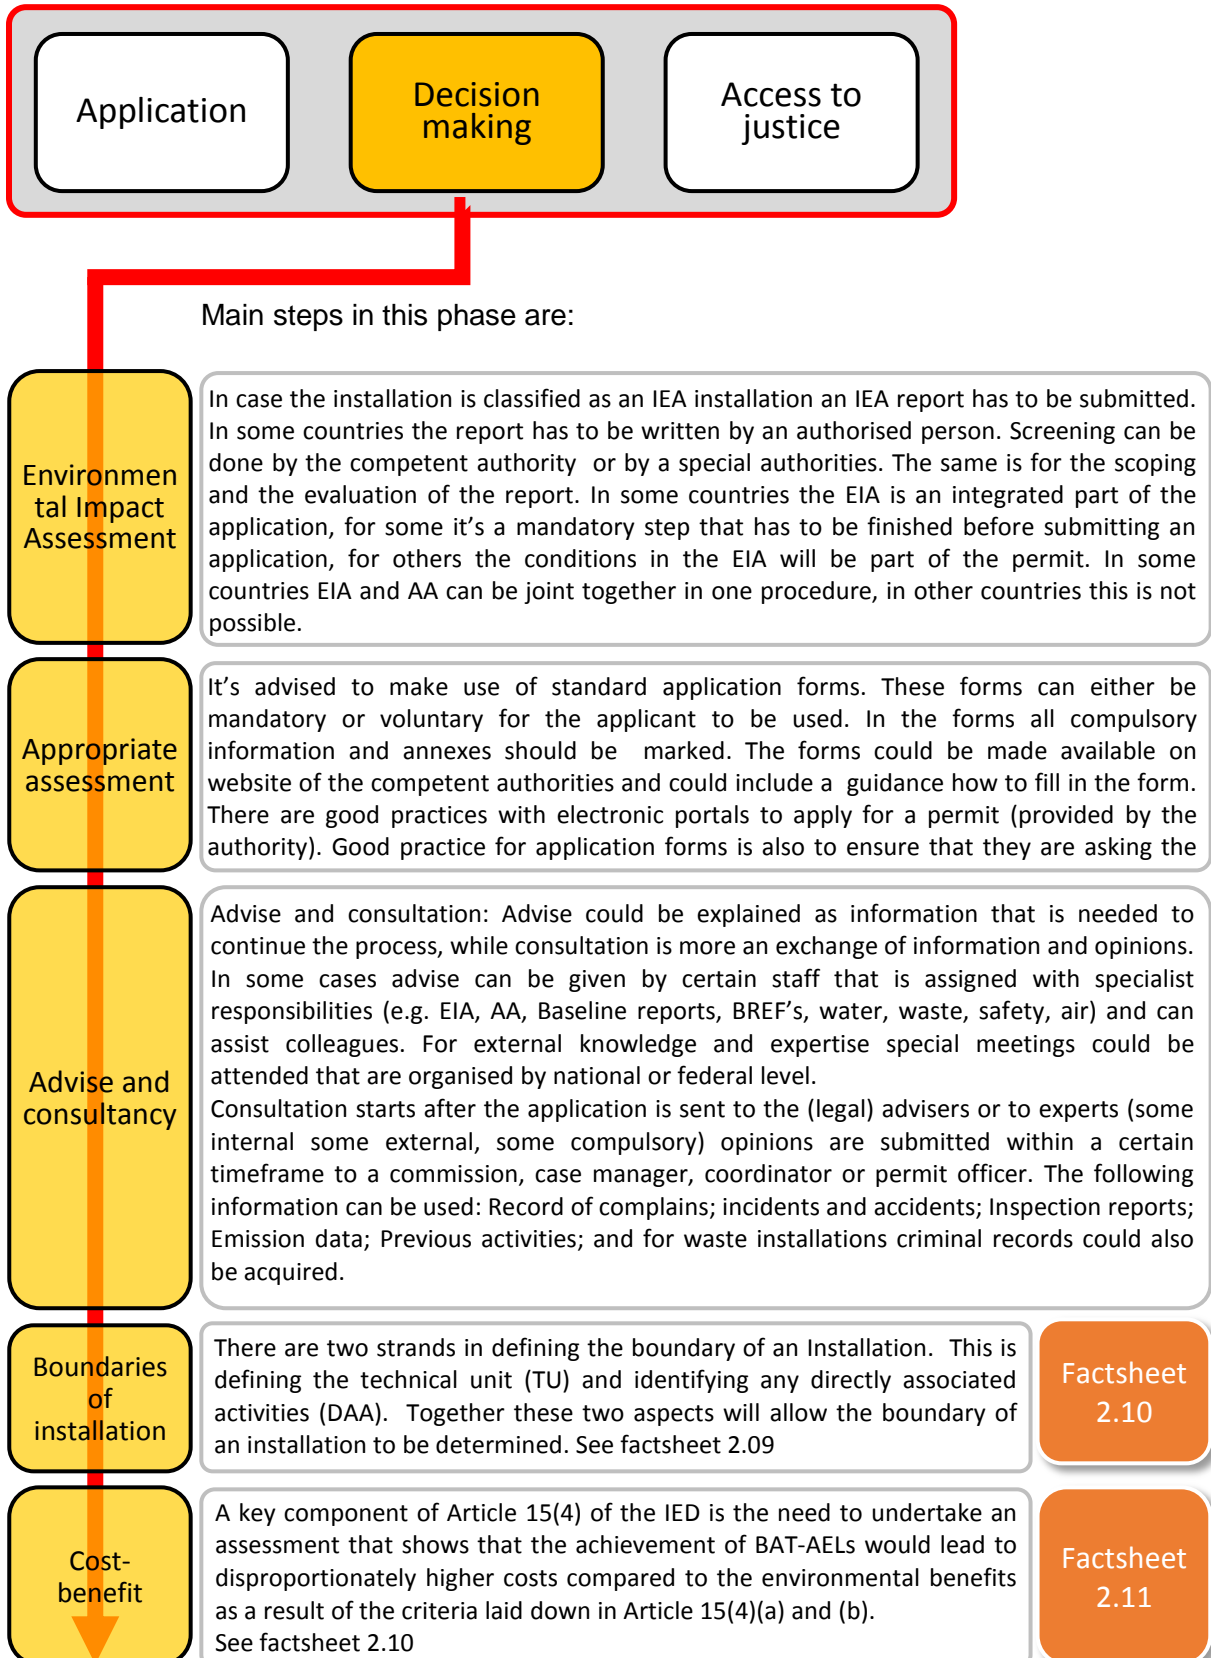 Application
Decision
making
Access to
justice
Main steps in this phase are:
Environmen
tal Impact
Assessment
In case the installation is classified as an IEA installation an IEA report has to be submitted.
In some countries the report has to be written by an authorised person. Screening can be
done by the competent authority or by a special authorities. The same is for the scoping
and the evaluation of the report. In some countries the EIA is an integrated part of the
application, for some it's a mandatory step that has to be finished before submitting an
application, for others the conditions in the EIA will be part of the permit. In some
countries EIA and AA can be joint together in one procedure, in other countries this is not
possible.
Appropriate
assessment
It's advised to make use of standard application forms. These forms can either be
mandatory or voluntary for the applicant to be used. In the forms all compulsory
information and annexes should be marked. The forms could be made available on
website of the competent authorities and could include a guidance how to fill in the form.
There are good practices with electronic portals to apply for a permit (provided by the
authority). Good practice for application forms is also to ensure that they are asking the
Advise and
consultancy
Advise and consultation: Advise could be explained as information that is needed to
continue the process, while consultation is more an exchange of information and opinions.
In some cases advise can be given by certain staff that is assigned with specialist
responsibilities (e.g. EIA, AA, Baseline reports, BREF's, water, waste, safety, air) and can
assist colleagues. For external knowledge and expertise special meetings could be
attended that are organised by national or federal level.
Consultation starts after the application is sent to the (legal) advisers or to experts (some
internal some external, some compulsory) opinions are submitted within a certain
timeframe to a commission, case manager, coordinator or permit officer. The following
information can be used: Record of complains; incidents and accidents; Inspection reports;
Emission data; Previous activities; and for waste installations criminal records could also
be acquired.
Boundaries
of
installation
There are two strands in defining the boundary of an Installation. This is
defining the technical unit (TU) and identifying any directly associated
activities (DAA). Together these two aspects will allow the boundary of
an installation to be determined. See factsheet 2.09
Factsheet
2.10
Cost-
benefit
A key component of Article 15(4) of the IED is the need to undertake an
assessment that shows that the achievement of BAT-AELs would lead to
disproportionately higher costs compared to the environmental benefits
as a result of the criteria laid down in Article 15(4)(a) and (b).
See factsheet 2.10
Factsheet
2.11